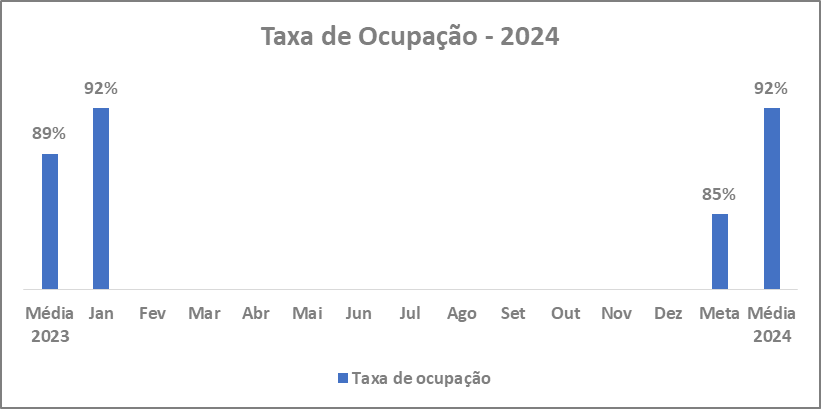 Taxa de Ocupação - 2024
89%
92%
85%
92%
Média 2023
Jan
Fev
Mar
Abr
Mai
Jun
Jul
Ago
Set
Out
Nov
Dez
Meta
Média 2024
Taxa de ocupação